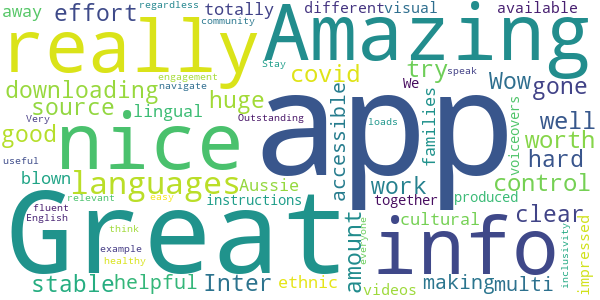 away
effort
regardless
totally
community
different
visual
available
really
Amazing
Stay
engagement
navigate
speak
covid
try
We
Wow
gone
downloading
source
huge
lingual
app
accessible
families
voiceovers
Very
good
nice
Outstanding
loads
well
worth
useful
blown
languages
Aussie
work
hard
control
relevant
instructions
together
produced
fluent
English
Great
easy
amount
everyone
cultural
clear
think
info
inclusivity
impressed
example
healthy
stable
helpful
Inter
ethnic
videos
making
multi